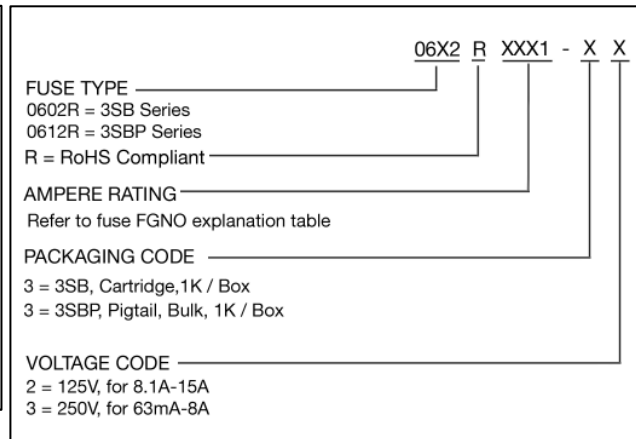 06X2 R XXX1 - X X
FUSE TYPE
0602R = 3SB Series
0612R = 3SBP Series
R = RoHS Compliant
AMPERE RATING
Refer to fuse FGNO explanation table
PACKAGING CODE
3 = 3SB, Cartridge,1K / Box
3 = 3SBP, Pigtail, Bulk, 1K / Box
VOLTAGE CODE
2 = 125V, for 8.1A-15A
3 = 250V, for 63mA-8A